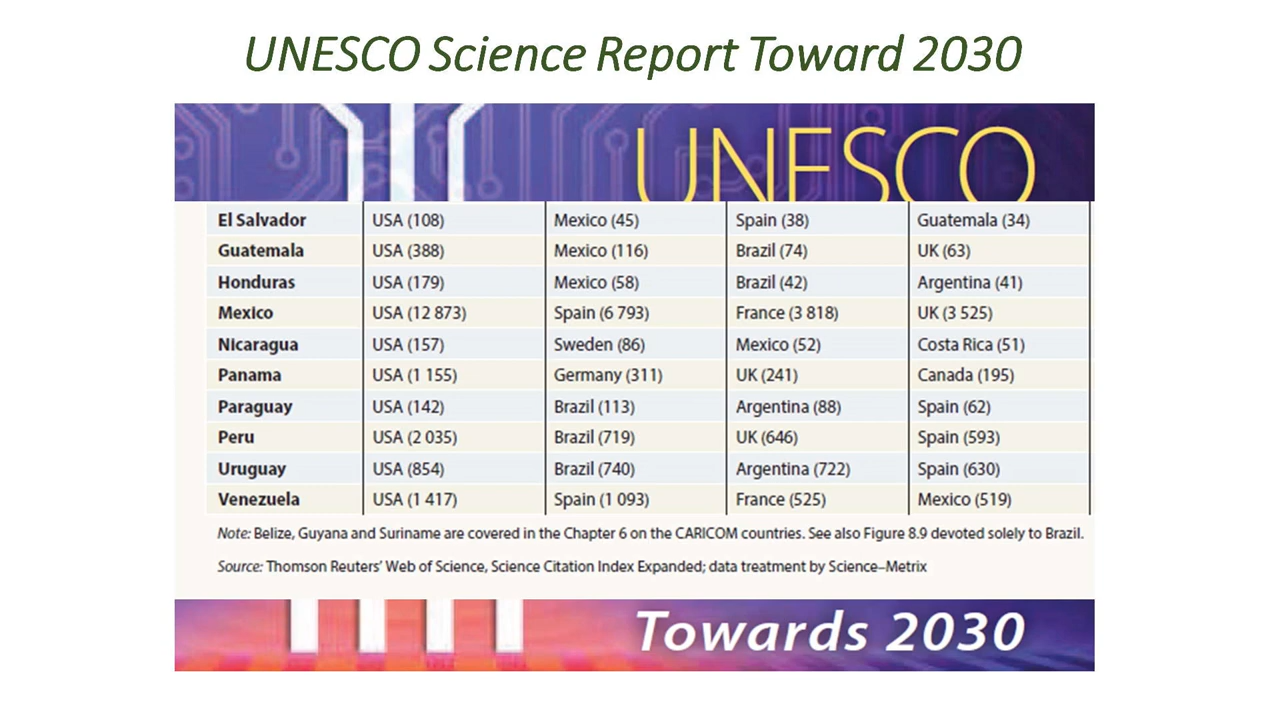 UNESCO Science Report Toward 2030
UNESCO
El Salvador USA (108) Mexico (45) Spain (38) Guatemala (34)
Guatemala USA (388) Mexico (116) Brazil (74) UK (63)
Honduras USA (179) Mexico (58) Brazil (42) Argentina (41)
Mexico USA (12 873) Spain (6 793) France (3 818) UK (3 525)
Nicaragua USA (157) Sweden (86) Mexico (52) Costa Rica (51)
Panama USA (1 155) Germany (311) UK (241) Canada (195)
Paraguay USA (142) Brazil (113) Argentina (88) Spain (62)
Peru USA (2 035) Brazil (719) UK (646) Spain (593)
Uruguay USA (854) Brazil (740) Argentina (722) Spain (630)
Venezuela USA (1 417) Spain (1 093) France (525) Mexico (519)
Note: Belize, Guyana and Suriname are covered in the Chapter 6 on the CARICOM countries. See also Figure 8.9 devoted solely to Brazil.
Source: Thomson Reuters' Web of Science, Science Citation Index Expanded; data treatment by Science–Metrix
Towards 2030